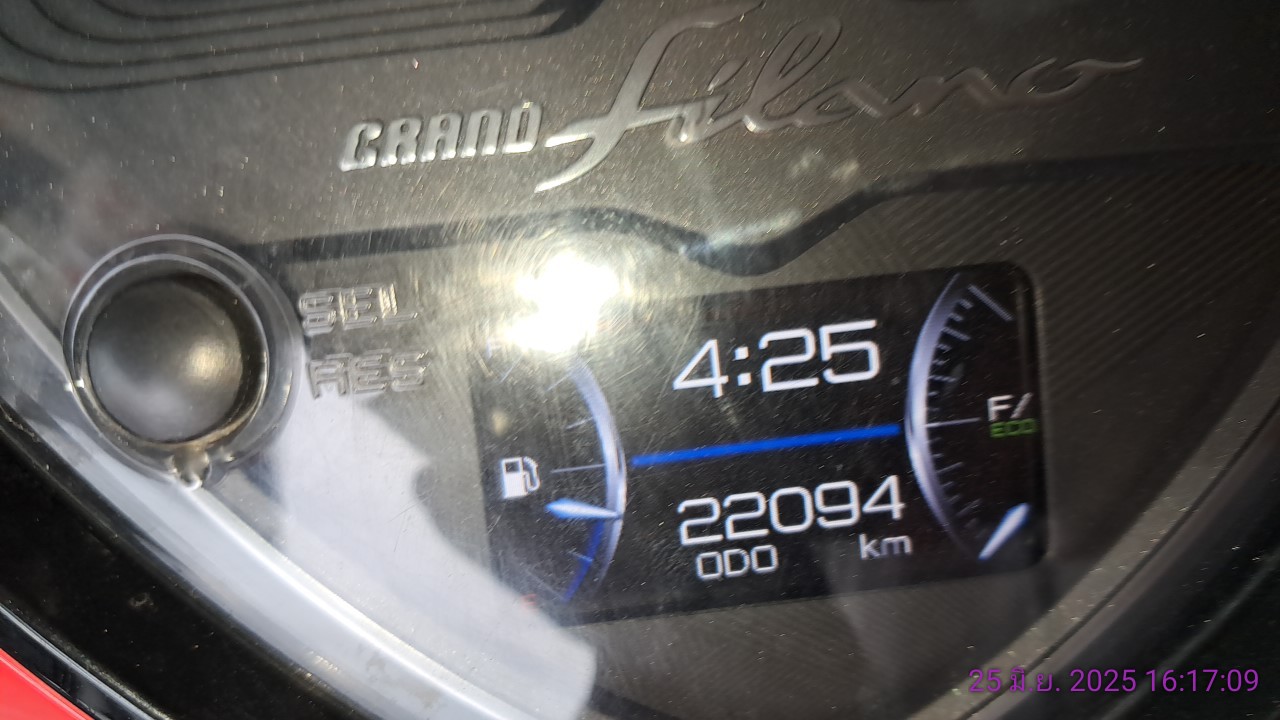 GRAND Filano
SEL
RES
4:25
F/
ECO
22094
ODO km
25 มิ.ย. 2025 16:17:09